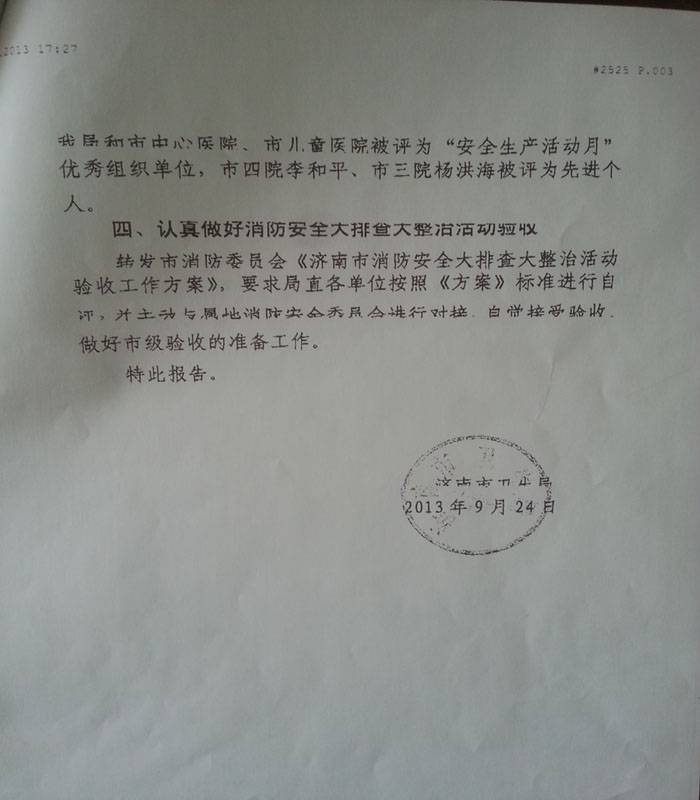 .2013 17:27
#2525 P.003
我局和市中心医院、市儿童医院被评为“安全生产活动月”
优秀组织单位，市四院李和平、市三院杨洪海被评为先进个
人。
四、认真做好消防安全大排查大整治活动验收
转发市消防委员会《济南市消防安全大排查大整治活动
验收工作方案》，要求局直各单位按照《方案》标准进行自
评，并主动与属地消防安全委员会进行对接，自觉接受验收，
做好市级验收的准备工作。
特此报告。
济南市卫生局
2013年9月24日